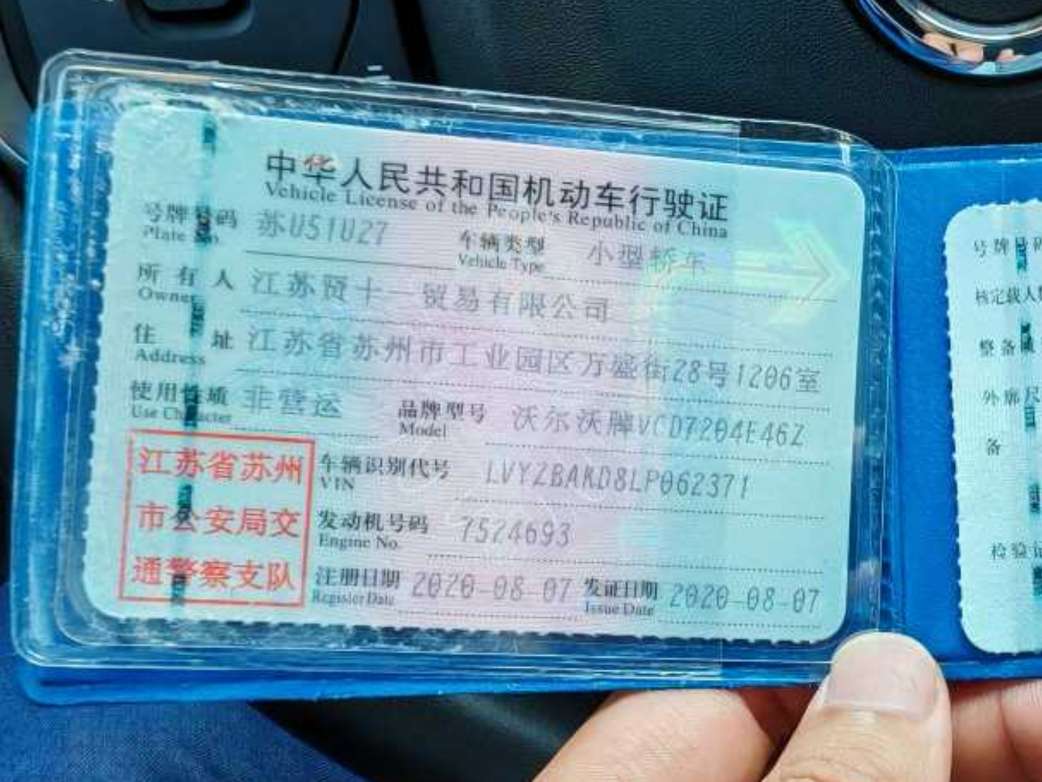 中华人民共和国机动车行驶证
Vehicle License of the People's Republic of China
号牌号码 苏U51U27 车辆类型 小型轿车
Plate No. Vehicle Type
所有人 江苏贸十一贸易有限公司
Owner
住址 江苏省苏州市工业园区万盛街28号1206室
Address
使用性质 非营运 品牌型号 沃尔沃牌VCD7204E46Z
Use Character Model
江苏省苏州
市公安局交
通警察支队
车辆识别代号 LVYZBAKD8LP062371
VIN
发动机号码 7524693
Engine No.
注册日期 2020-08-07 发证日期 2020-08-07
Register Date Issue Date
号牌号码
核定载人
整备
外廓尺
备
检验